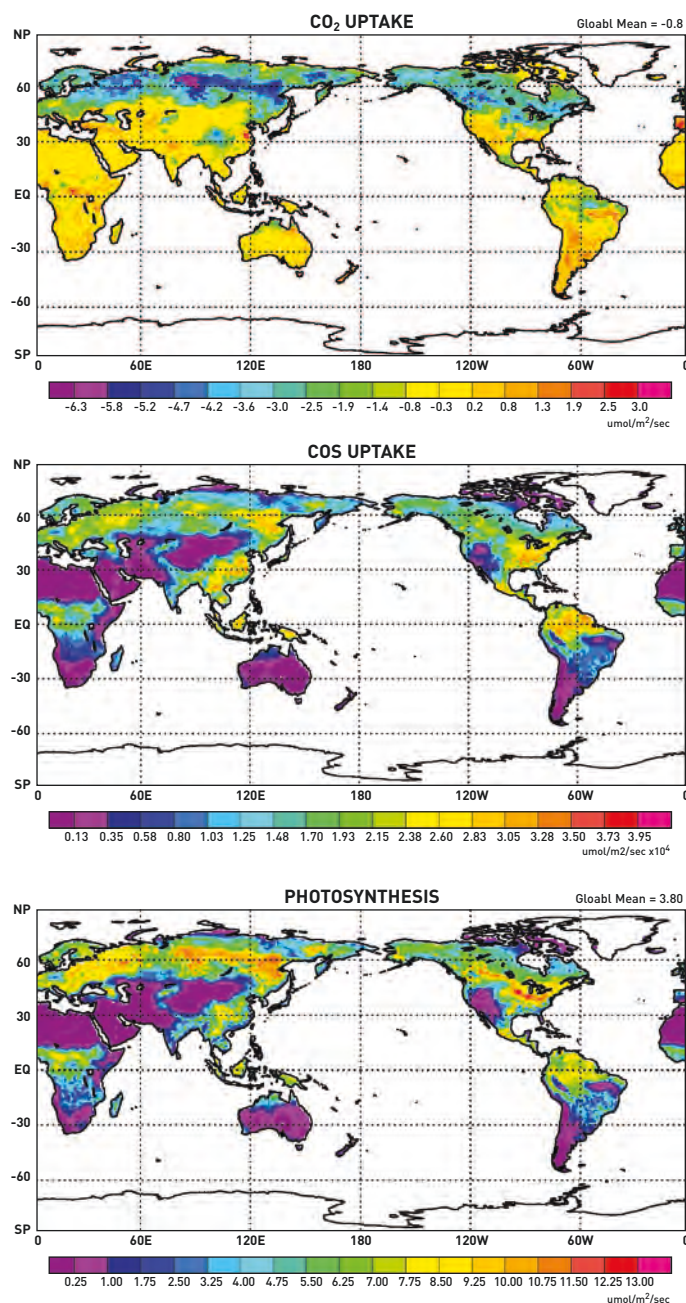 CO₂ UPTAKE
Gloabl Mean = -0.8
NP
60
30
EQ
-30
-60
SP
0 60E 120E 180 120W 60W 0
-6.3 -5.8 -5.2 -4.7 -4.2 -3.6 -3.0 -2.5 -1.9 -1.4 -0.8 -0.3 0.2 0.8 1.3 1.9 2.5 3.0
umol/m²/sec
COS UPTAKE
NP
60
30
EQ
-30
-60
SP
0 60E 120E 180 120W 60W 0
0.13 0.35 0.58 0.80 1.03 1.25 1.48 1.70 1.93 2.15 2.38 2.60 2.83 3.05 3.28 3.50 3.73 3.95
umol/m2/sec x10⁴
PHOTOSYNTHESIS
Gloabl Mean = 3.80
NP
60
30
EQ
-30
-60
SP
0 60E 120E 180 120W 60W 0
0.25 1.00 1.75 2.50 3.25 4.00 4.75 5.50 6.25 7.00 7.75 8.50 9.25 10.00 10.75 11.50 12.25 13.00
umol/m²/sec